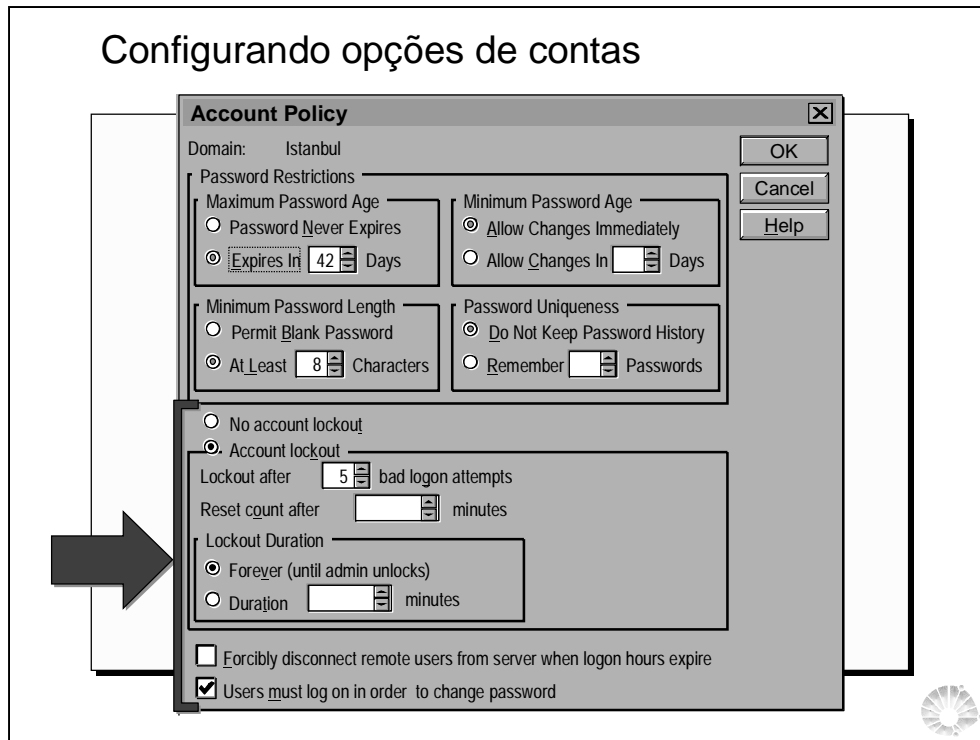 Configurando opções de contas
Account Policy
Domain: Istanbul
OK
Cancel
Help
Password Restrictions
Maximum Password Age
Password Never Expires
Expires In 42 Days
Minimum Password Age
Allow Changes Immediately
Allow Changes In Days
Minimum Password Length
Permit Blank Password
At Least 8 Characters
Password Uniqueness
Do Not Keep Password History
Remember Passwords
No account lockout
Account lockout
Lockout after 5 bad logon attempts
Reset count after minutes
Lockout Duration
Forever (until admin unlocks)
Duration minutes
Forcibly disconnect remote users from server when logon hours expire
Users must log on in order to change password